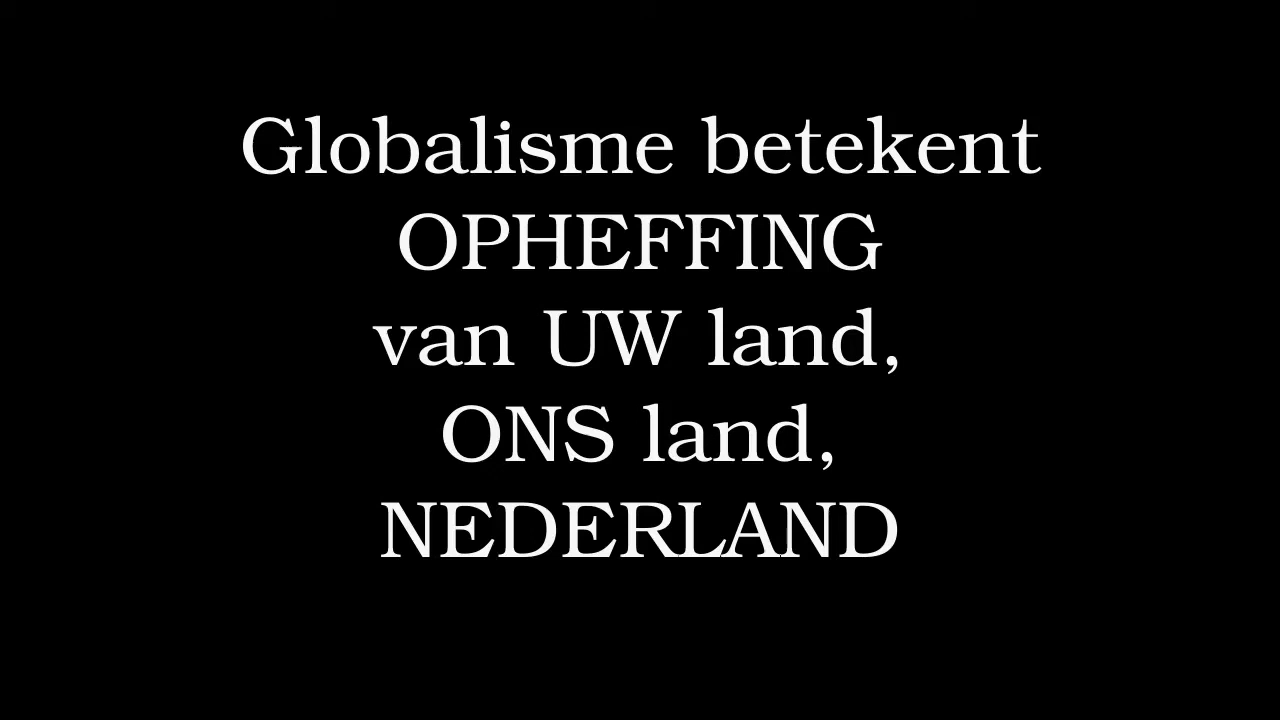 Globalisme betekent
OPHEFFING
van UW land,
ONS land,
NEDERLAND